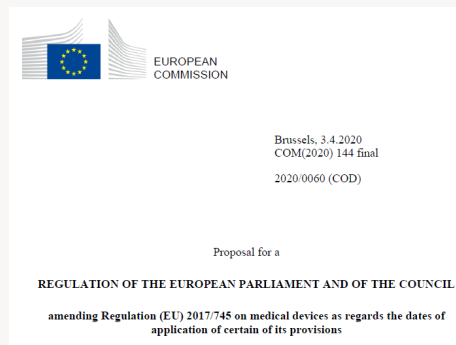 EUROPEAN
COMMISSION
Brussels, 3.4.2020
COM(2020) 144 final
2020/0060 (COD)
Proposal for a
REGULATION OF THE EUROPEAN PARLIAMENT AND OF THE COUNCIL
amending Regulation (EU) 2017/745 on medical devices as regards the dates of
application of certain of its provisions